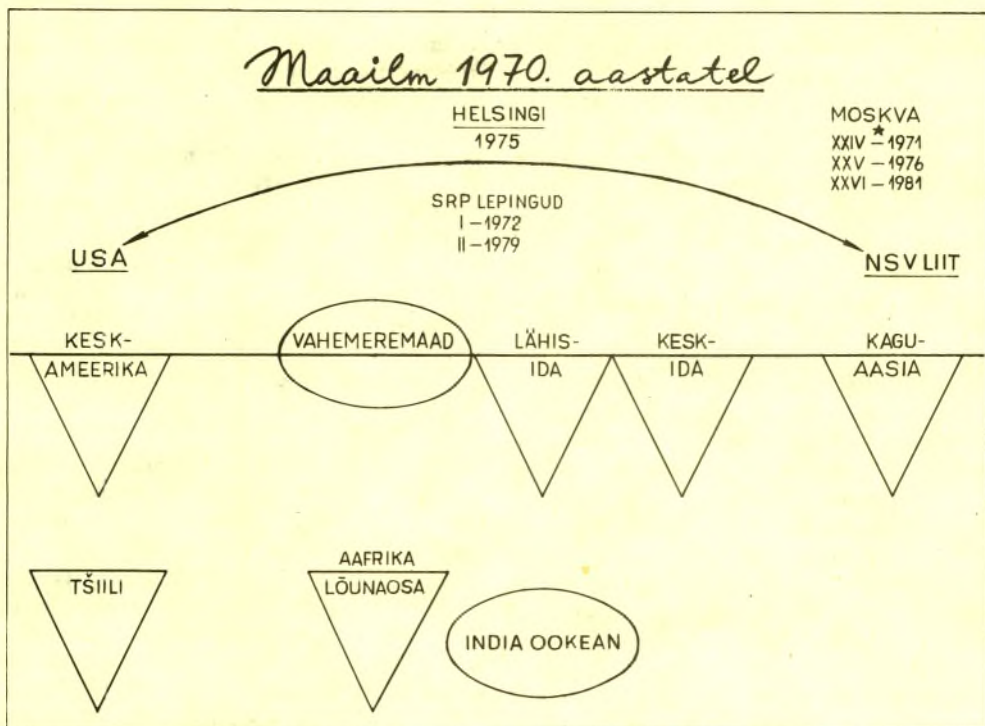 Maailm 1970. aastatel
HELSINGI
1975
MOSKVA
XXIV – 1971
XXV – 1976
XXVI – 1981
SRP LEPINGUD
I – 1972
II – 1979
USA
NSV LIIT
KESK-
AMEERIKA
VAHEMEREMAAD
LÄHIS-
IDA
KESK-
IDA
KAGU-
AASIA
TŠIILI
AAFRIKA
LÕUNAOSA
INDIA OOKEAN